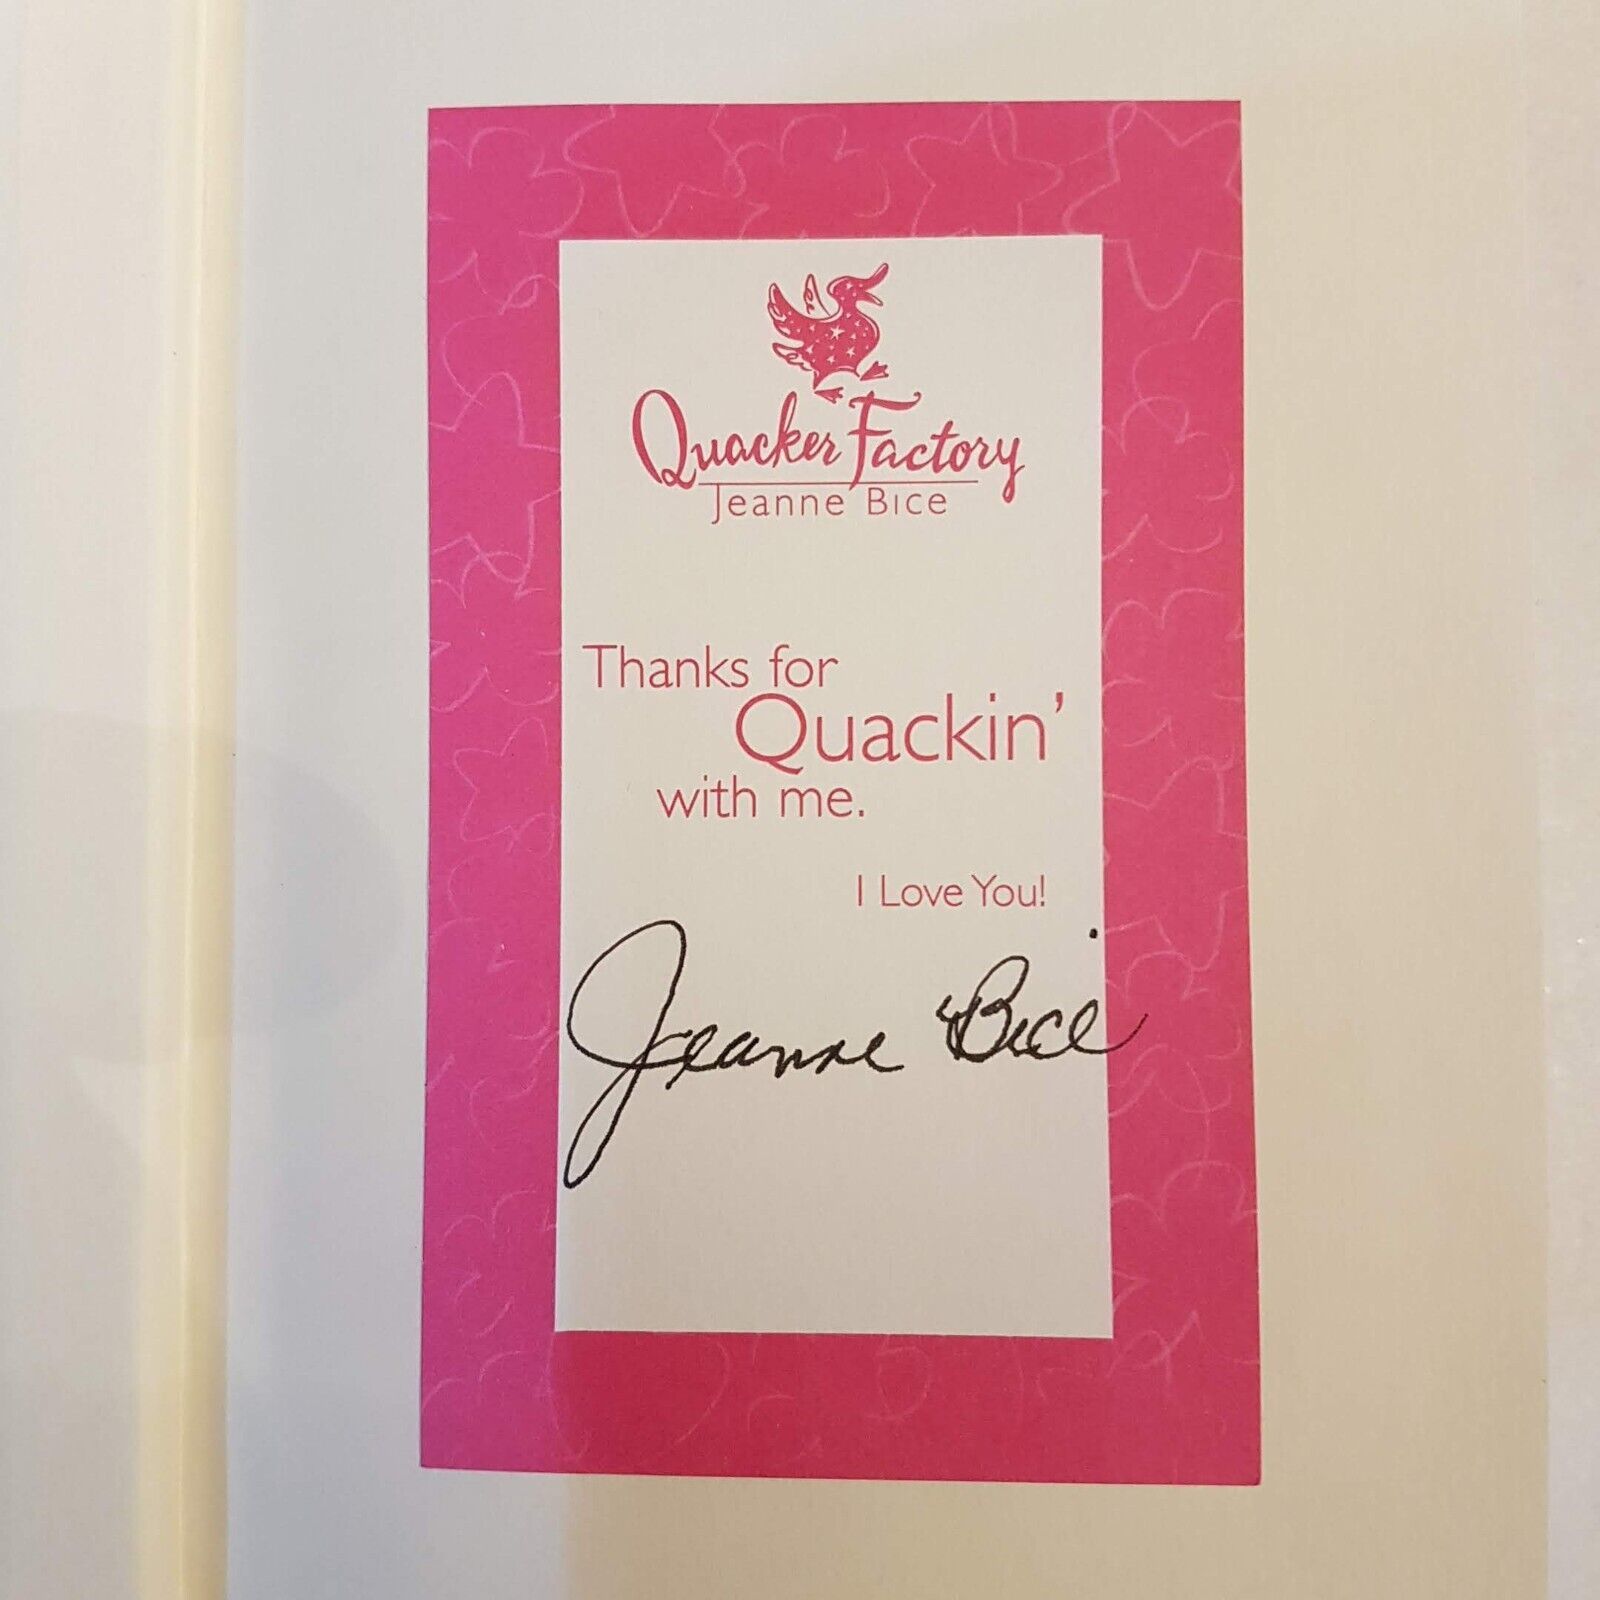 Quacker Factory
Jeanne Bice
Thanks for
Quackin'
with me.
I Love You!
Jeanne Bice